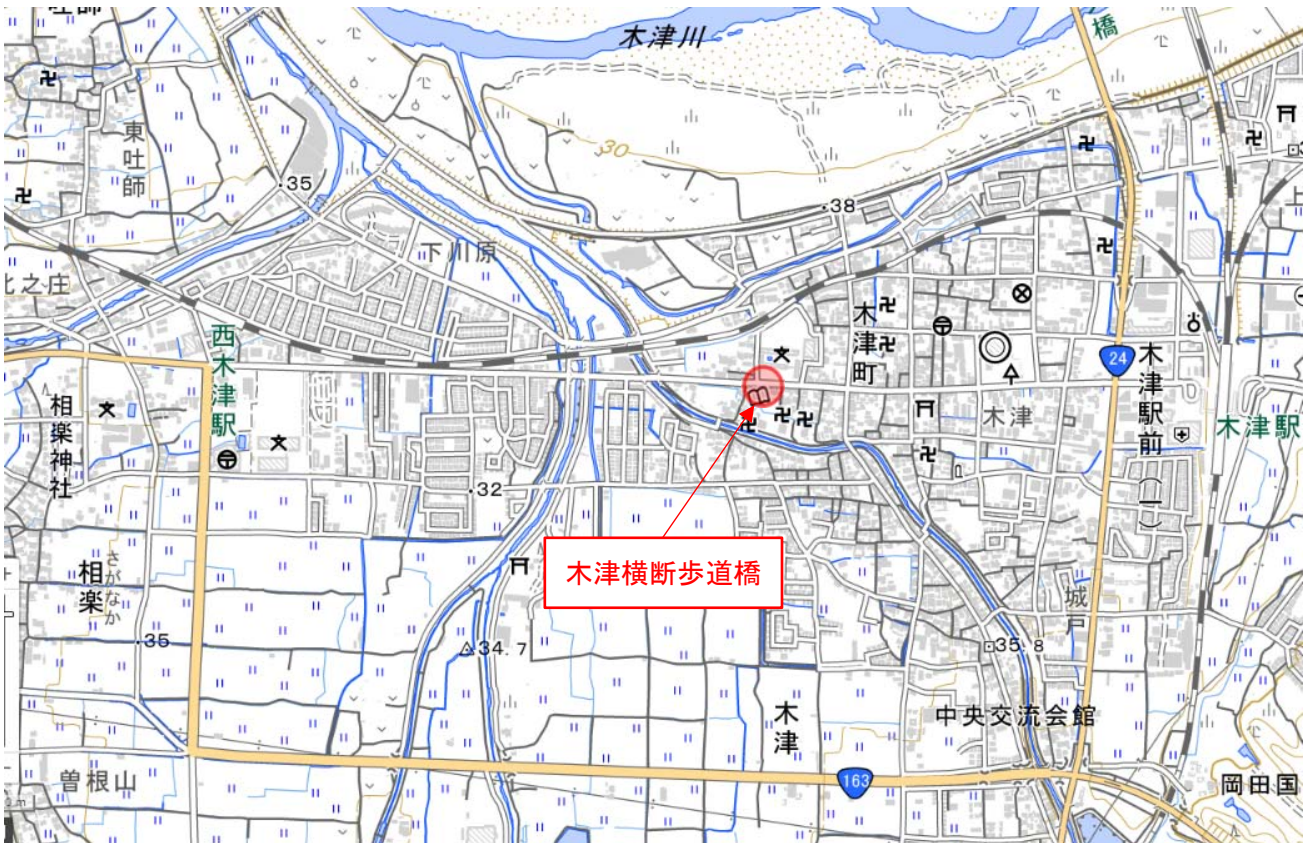 木津川
橋
東吐師
30
35
38
上
下川原
北之庄
西木津駅
木津町
24
木津駅前
木津駅
木津
相楽神社
32
木津横断歩道橋
相楽
さがなか
城戸
35
34.7
35.8
中央交流会館
木津
曽根山
163
岡田国